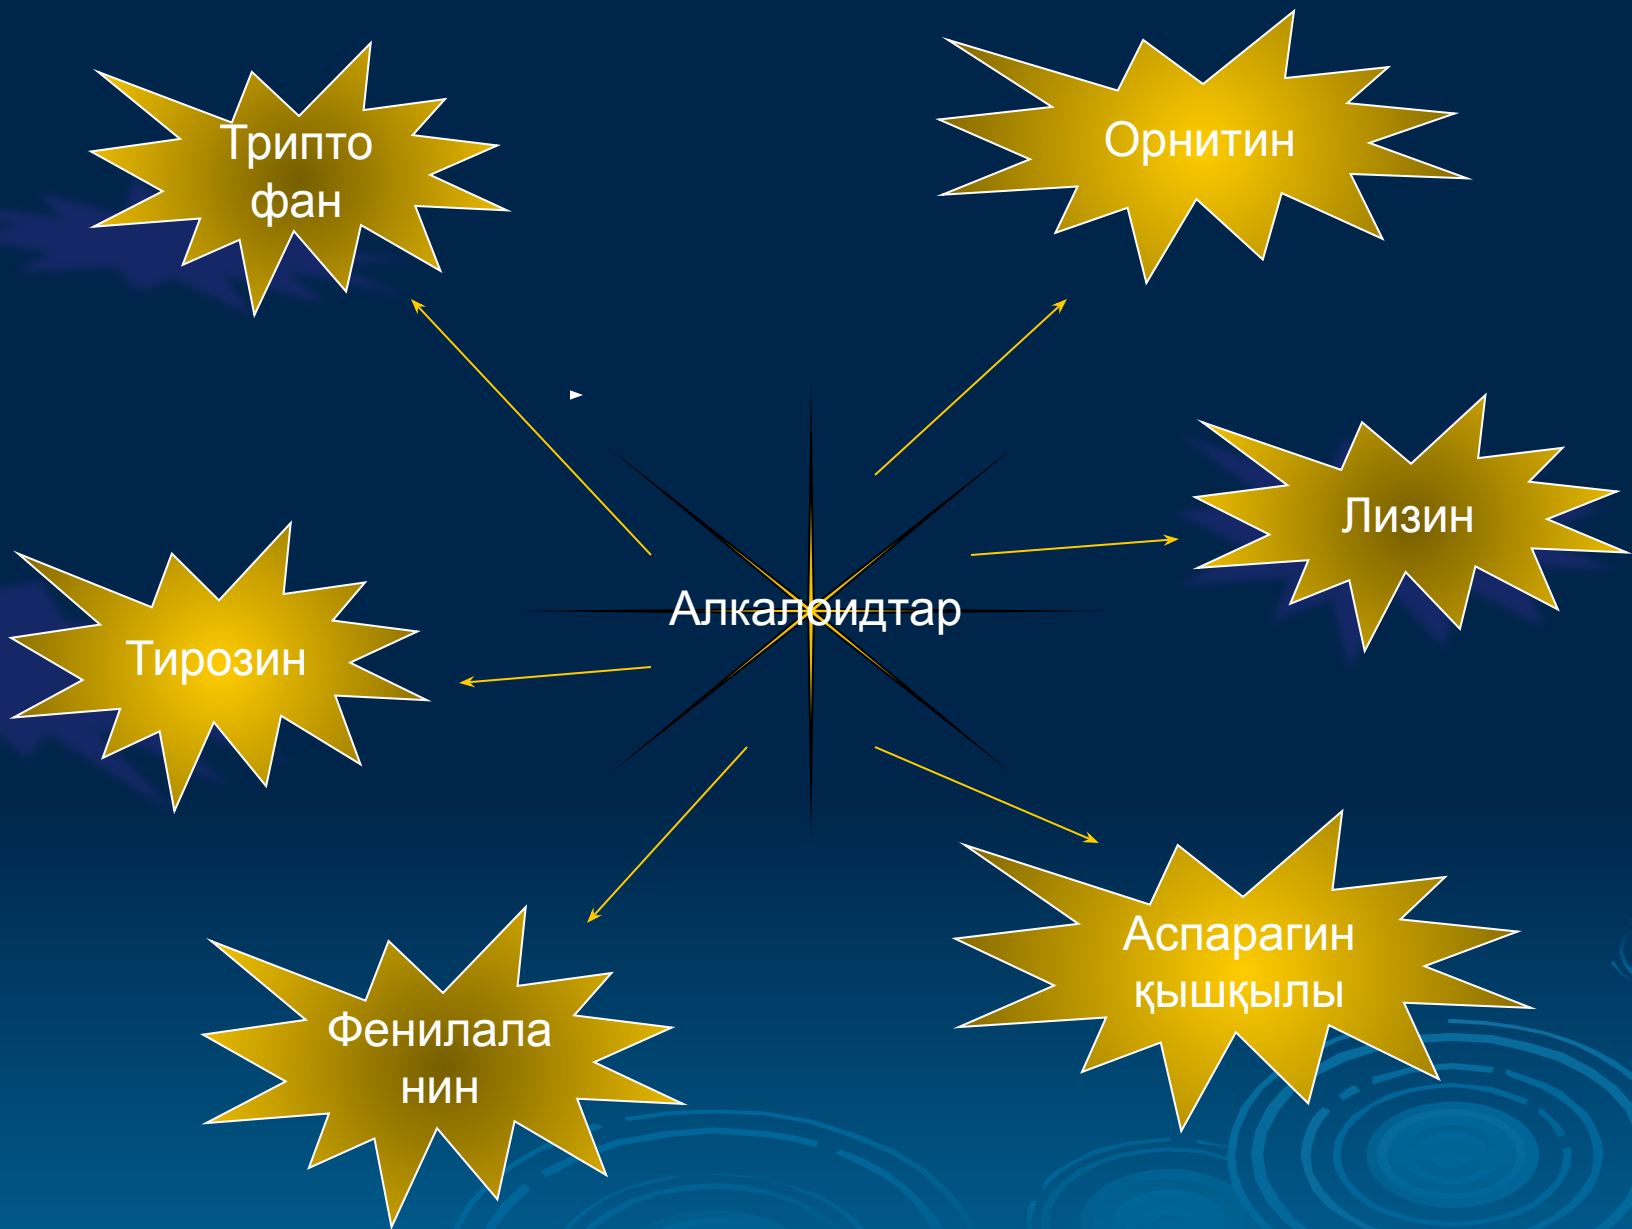 Трипто
фан
Орнитин
Лизин
Алкалоидтар
Тирозин
Аспарагин
қышқылы
Фенилала
нин